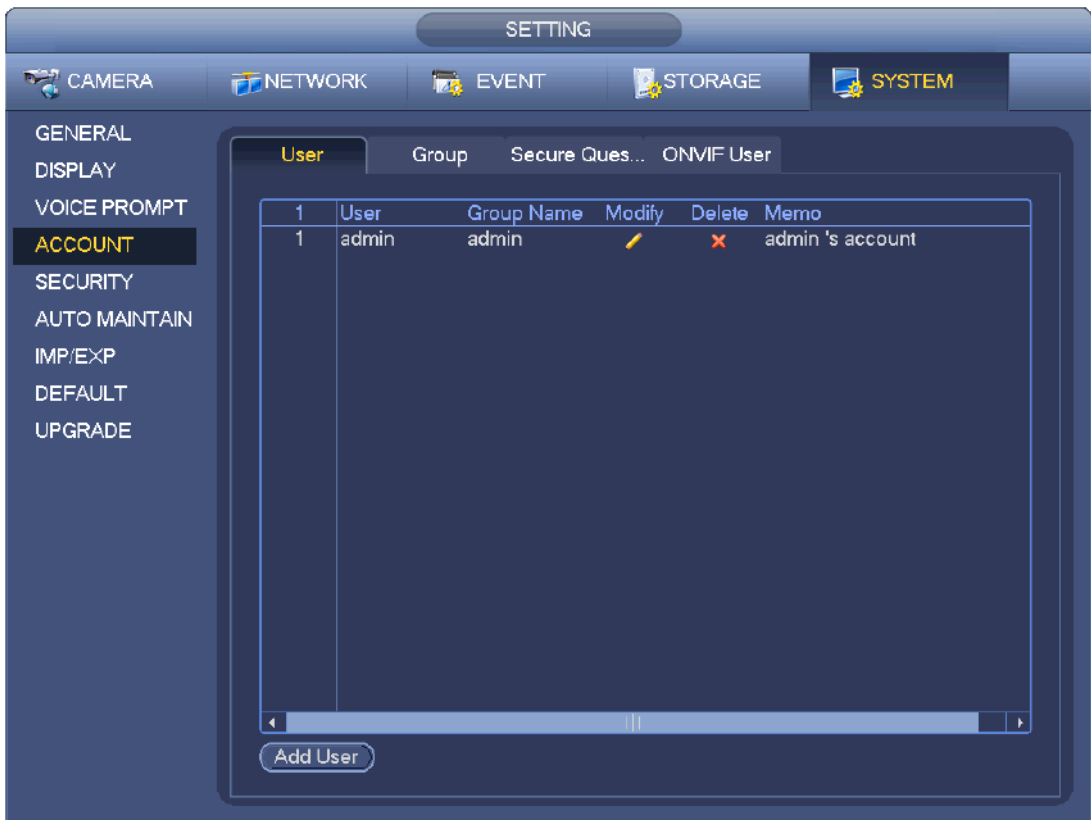 SETTING
CAMERA NETWORK EVENT STORAGE SYSTEM
GENERAL
DISPLAY
VOICE PROMPT
ACCOUNT
SECURITY
AUTO MAINTAIN
IMP/EXP
DEFAULT
UPGRADE
User Group Secure Ques... ONVIF User
1 User Group Name Modify Delete Memo
1 admin admin admin 's account
Add User